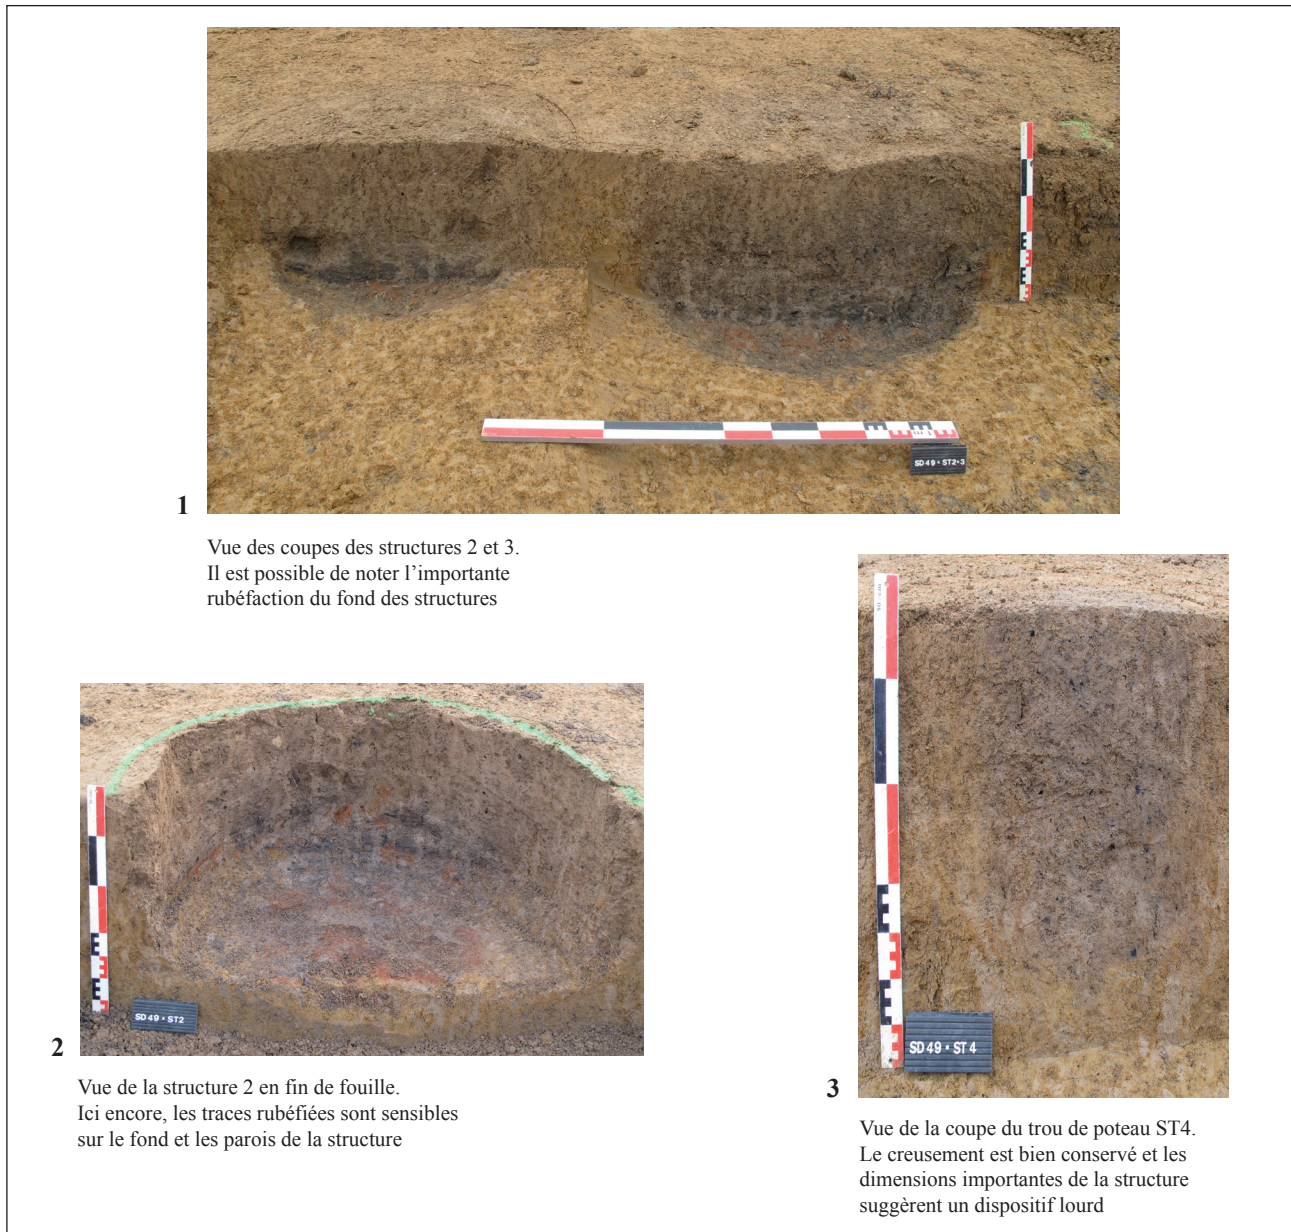 SD 49 • ST2•3
1
Vue des coupes des structures 2 et 3.
Il est possible de noter l’importante
rubéfaction du fond des structures
SD 49 • ST2
2
Vue de la structure 2 en fin de fouille.
Ici encore, les traces rubéfiées sont sensibles
sur le fond et les parois de la structure
SD 49 • ST 4
3
Vue de la coupe du trou de poteau ST4.
Le creusement est bien conservé et les
dimensions importantes de la structure
suggèrent un dispositif lourd